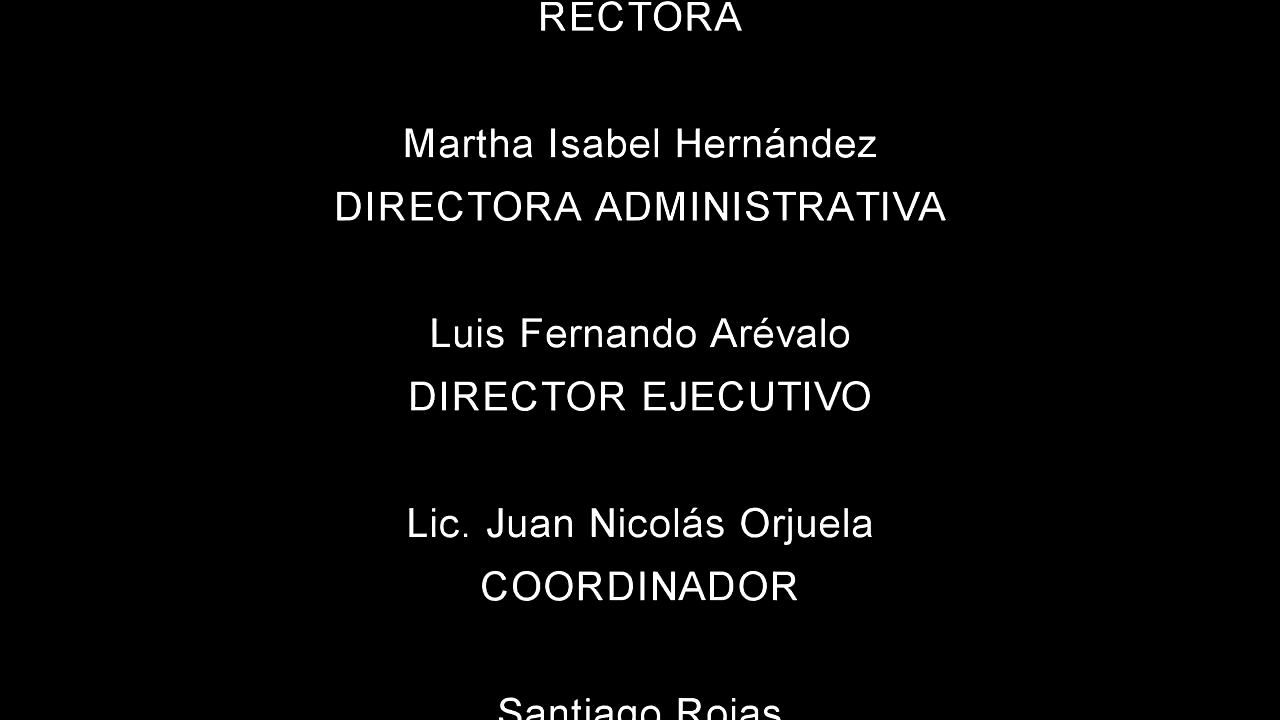 RECTORA
Martha Isabel Hernández
DIRECTORA ADMINISTRATIVA
Luis Fernando Arévalo
DIRECTOR EJECUTIVO
Lic. Juan Nicolás Orjuela
COORDINADOR
Santiago Rojas